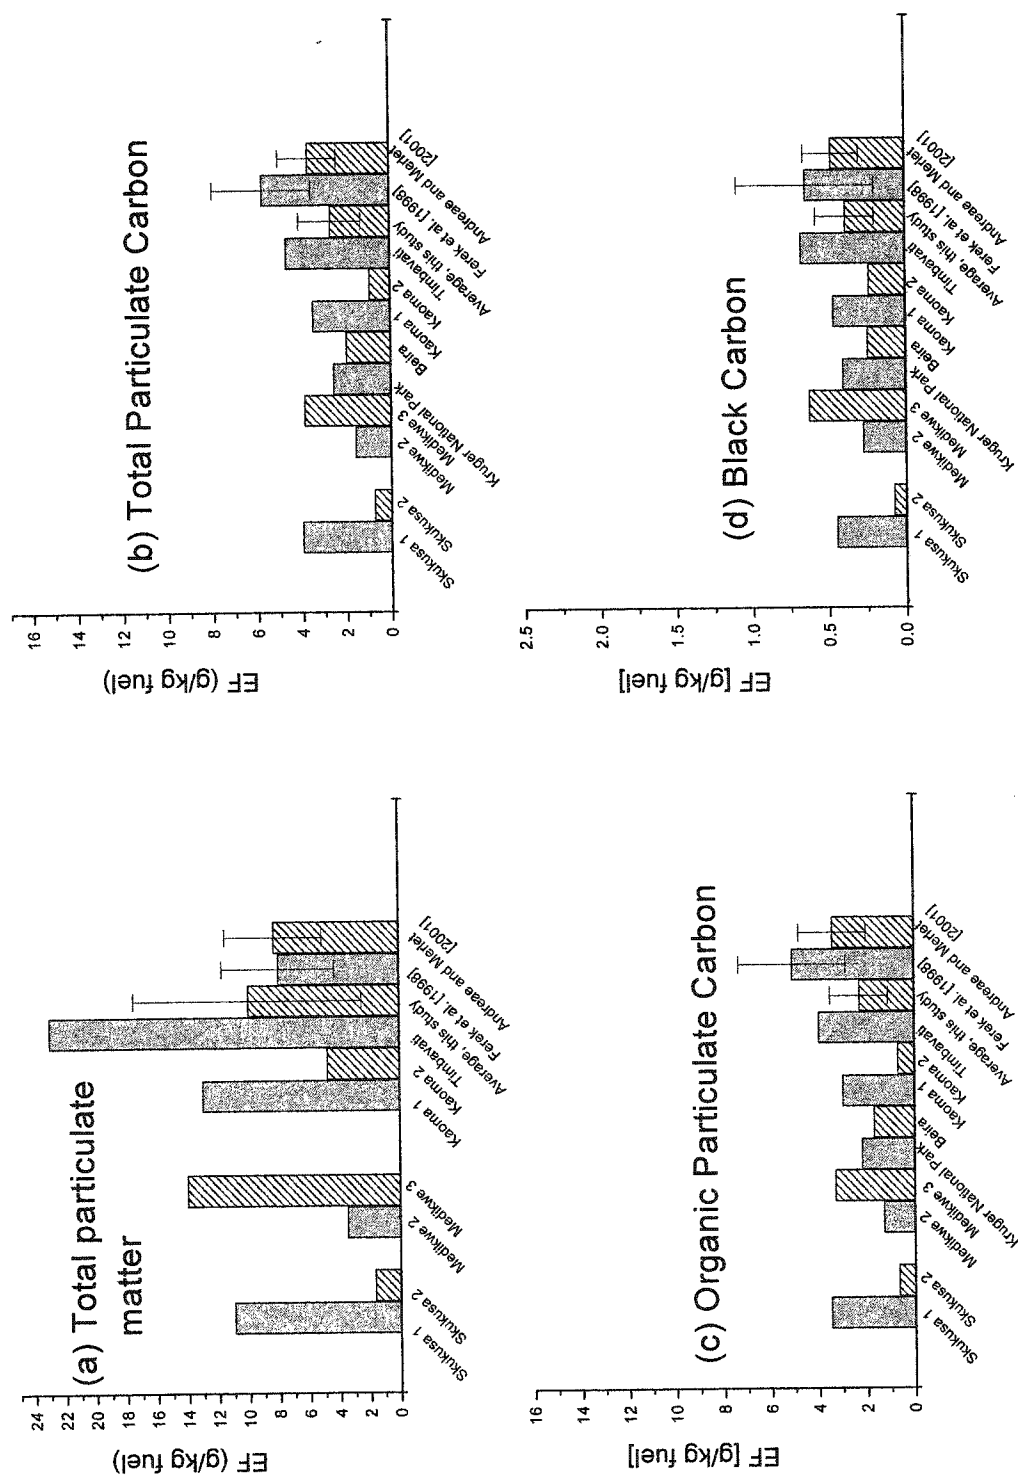 (a) Total particulate
matter
EF (g/kg fuel)
24
22
20
18
16
14
12
10
8
6
4
2
0
Skukusa 1
Skukusa 2
Medikwe 2
Medikwe 3
Kaoma 1
Kaoma 2
Timbavati
Average, this study
Ferek et al. [1998]
Andreae and Merlet
[2001]
(b) Total Particulate Carbon
EF (g/kg fuel)
16
14
12
10
8
6
4
2
0
Skukusa 1
Skukusa 2
Medikwe 2
Medikwe 3
Kruger National Park
Beira
Kaoma 1
Kaoma 2
Timbavati
Average, this study
Ferek et al. [1998]
Andreae and Merlet
[2001]
(c) Organic Particulate Carbon
EF [g/kg fuel]
16
14
12
10
8
6
4
2
0
Skukusa 1
Skukusa 2
Medikwe 2
Medikwe 3
Kruger National Park
Beira
Kaoma 1
Kaoma 2
Timbavati
Average, this study
Ferek et al. [1998]
Andreae and Merlet
[2001]
(d) Black Carbon
EF [g/kg fuel]
2.5
2.0
1.5
1.0
0.5
0.0
Skukusa 1
Skukusa 2
Medikwe 2
Medikwe 3
Kruger National Park
Beira
Kaoma 1
Kaoma 2
Timbavati
Average, this study
Ferek et al. [1998]
Andreae and Merlet
[2001]